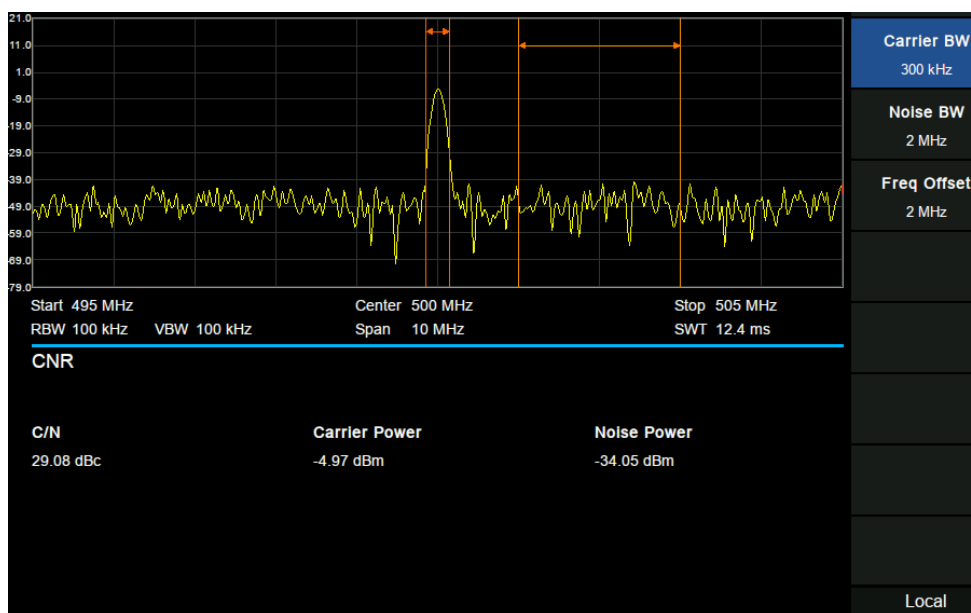 21.0
11.0
1.0
-9.0
-19.0
-29.0
-39.0
-49.0
-59.0
-69.0
-79.0
Start 495 MHz Center 500 MHz Stop 505 MHz
RBW 100 kHz VBW 100 kHz Span 10 MHz SWT 12.4 ms
CNR
C/N Carrier Power Noise Power
29.08 dBc -4.97 dBm -34.05 dBm
Carrier BW
300 kHz
Noise BW
2 MHz
Freq Offset
2 MHz
Local